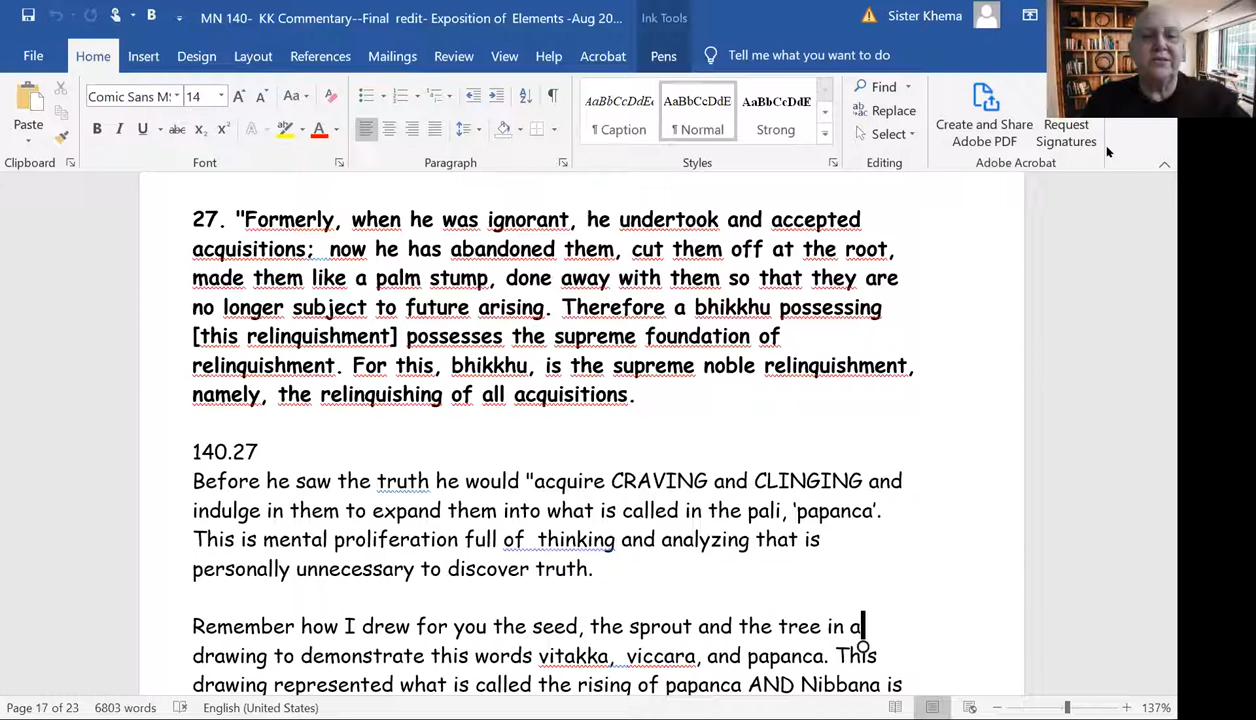 MN 140- KK Commentary--Final redit- Exposition of Elements -Aug 20...
Ink Tools
Sister Khema
File Home Insert Design Layout References Mailings Review View Help Acrobat Pens Tell me what you want to do
Paste
Clipboard
Comic Sans M
14
Font
Paragraph
AaBbCcDdEe AaBbCcDdE AaBbCcDdE
¶ Caption ¶ Normal Strong
Styles
Find
Replace
Select
Editing
Create and Share
Adobe PDF
Request
Signatures
Adobe Acrobat
27. "Formerly, when he was ignorant, he undertook and accepted
acquisitions; now he has abandoned them, cut them off at the root,
made them like a palm stump, done away with them so that they are
no longer subject to future arising. Therefore a bhikkhu possessing
[this relinquishment] possesses the supreme foundation of
relinquishment. For this, bhikkhu, is the supreme noble relinquishment,
namely, the relinquishing of all acquisitions.
140.27
Before he saw the truth he would "acquire CRAVING and CLINGING and
indulge in them to expand them into what is called in the pali, 'papanca'.
This is mental proliferation full of thinking and analyzing that is
personally unnecessary to discover truth.
Remember how I drew for you the seed, the sprout and the tree in a
drawing to demonstrate this words vitakka, viccara, and papanca. This
drawing represented what is called the rising of papanca AND Nibbana is
Page 17 of 23 6803 words English (United States) 137%